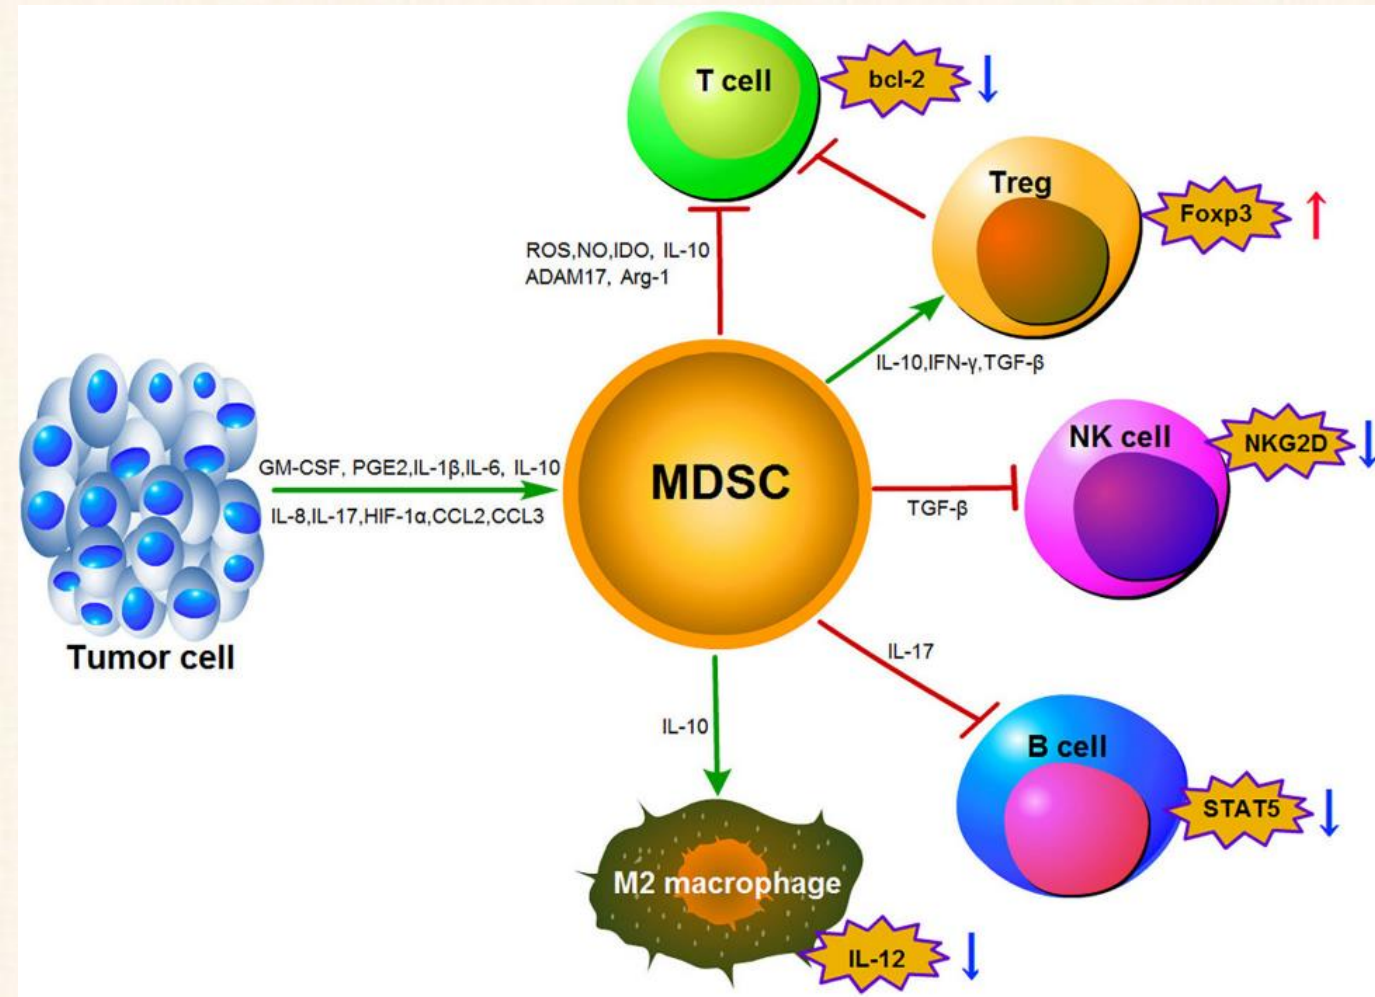 T cell
bcl-2
Treg
Foxp3
ROS,NO,IDO, IL-10
ADAM17, Arg-1
IL-10,IFN-γ,TGF-β
NK cell
NKG2D
GM-CSF, PGE2,IL-1β,IL-6, IL-10
IL-8,IL-17,HIF-1α,CCL2,CCL3
MDSC
TGF-β
Tumor cell
IL-17
IL-10
B cell
STAT5
M2 macrophage
IL-12